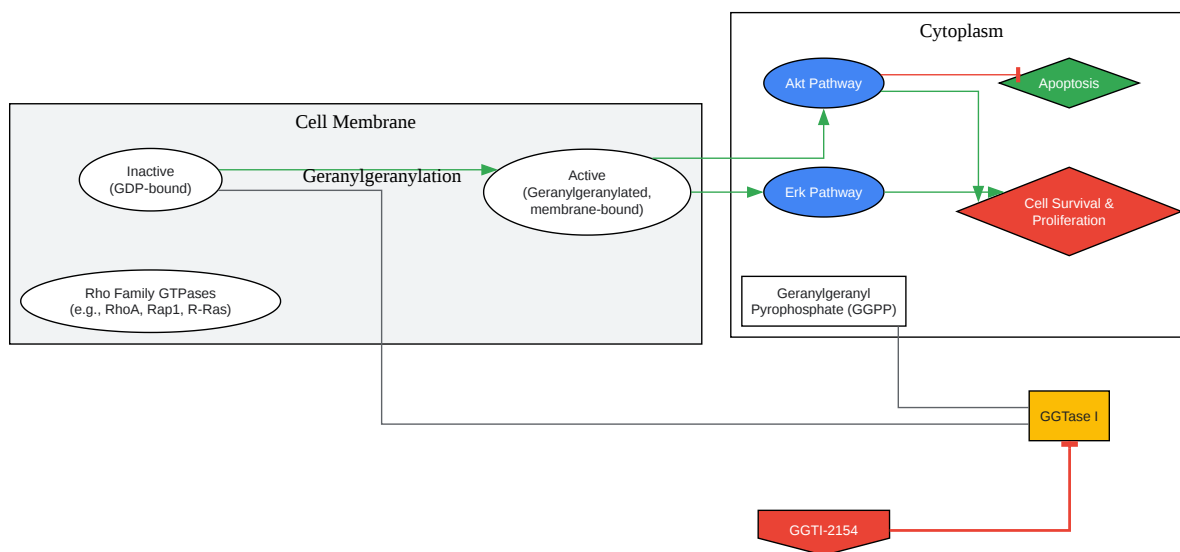 Cytoplasm
Akt Pathway
Apoptosis
Cell Membrane
Inactive
(GDP-bound)
Geranylgeranylation
Active
(Geranylgeranylated,
membrane-bound)
Erk Pathway
Cell Survival &
Proliferation
Rho Family GTPases
(e.g., RhoA, Rap1, R-Ras)
Geranylgeranyl
Pyrophosphate (GGPP)
GGTase I
GGTI-2154